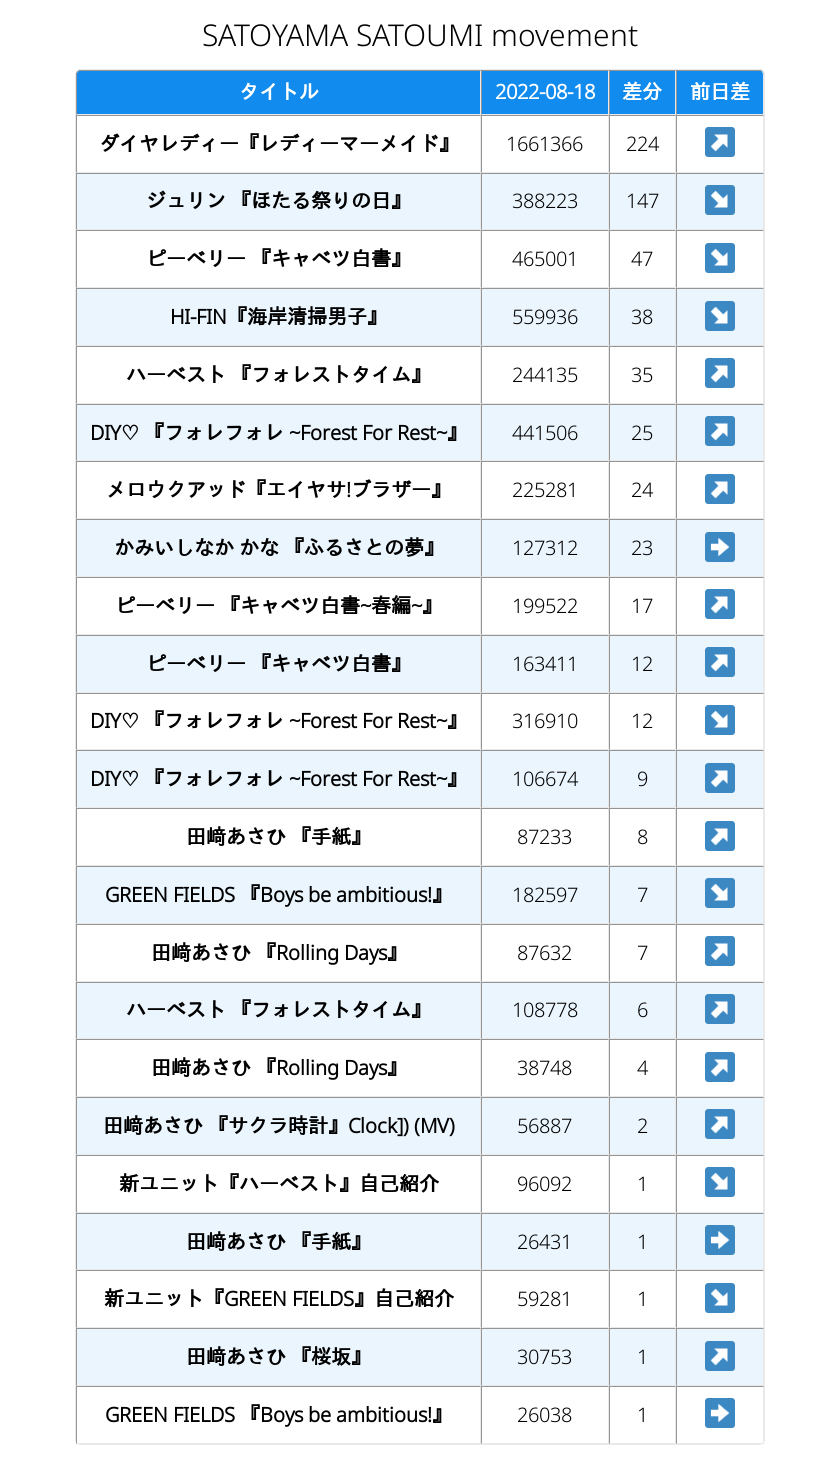 SATOYAMA SATOUMI movement
タイトル 2022-08-18 差分 前日差
ダイヤレディー『レディーマーメイド』 1661366 224 ↗
ジュリン 『ほたる祭りの日』 388223 147 ↘
ピーベリー 『キャベツ白書』 465001 47 ↘
HI-FIN『海岸清掃男子』 559936 38 ↘
ハーベスト 『フォレストタイム』 244135 35 ↗
DIY♡ 『フォレフォレ ~Forest For Rest~』 441506 25 ↗
メロウクアッド『エイヤサ!ブラザー』 225281 24 ↗
かみいしなか かな 『ふるさとの夢』 127312 23 ➡
ピーベリー 『キャベツ白書~春編~』 199522 17 ↗
ピーベリー 『キャベツ白書』 163411 12 ↗
DIY♡ 『フォレフォレ ~Forest For Rest~』 316910 12 ↘
DIY♡ 『フォレフォレ ~Forest For Rest~』 106674 9 ↗
田﨑あさひ 『手紙』 87233 8 ↗
GREEN FIELDS 『Boys be ambitious!』 182597 7 ↘
田﨑あさひ 『Rolling Days』 87632 7 ↗
ハーベスト 『フォレストタイム』 108778 6 ↗
田﨑あさひ 『Rolling Days』 38748 4 ↗
田﨑あさひ 『サクラ時計』Clock]) (MV) 56887 2 ↗
新ユニット『ハーベスト』自己紹介 96092 1 ↘
田﨑あさひ 『手紙』 26431 1 ➡
新ユニット『GREEN FIELDS』自己紹介 59281 1 ↘
田﨑あさひ 『桜坂』 30753 1 ↗
GREEN FIELDS 『Boys be ambitious!』 26038 1 ➡